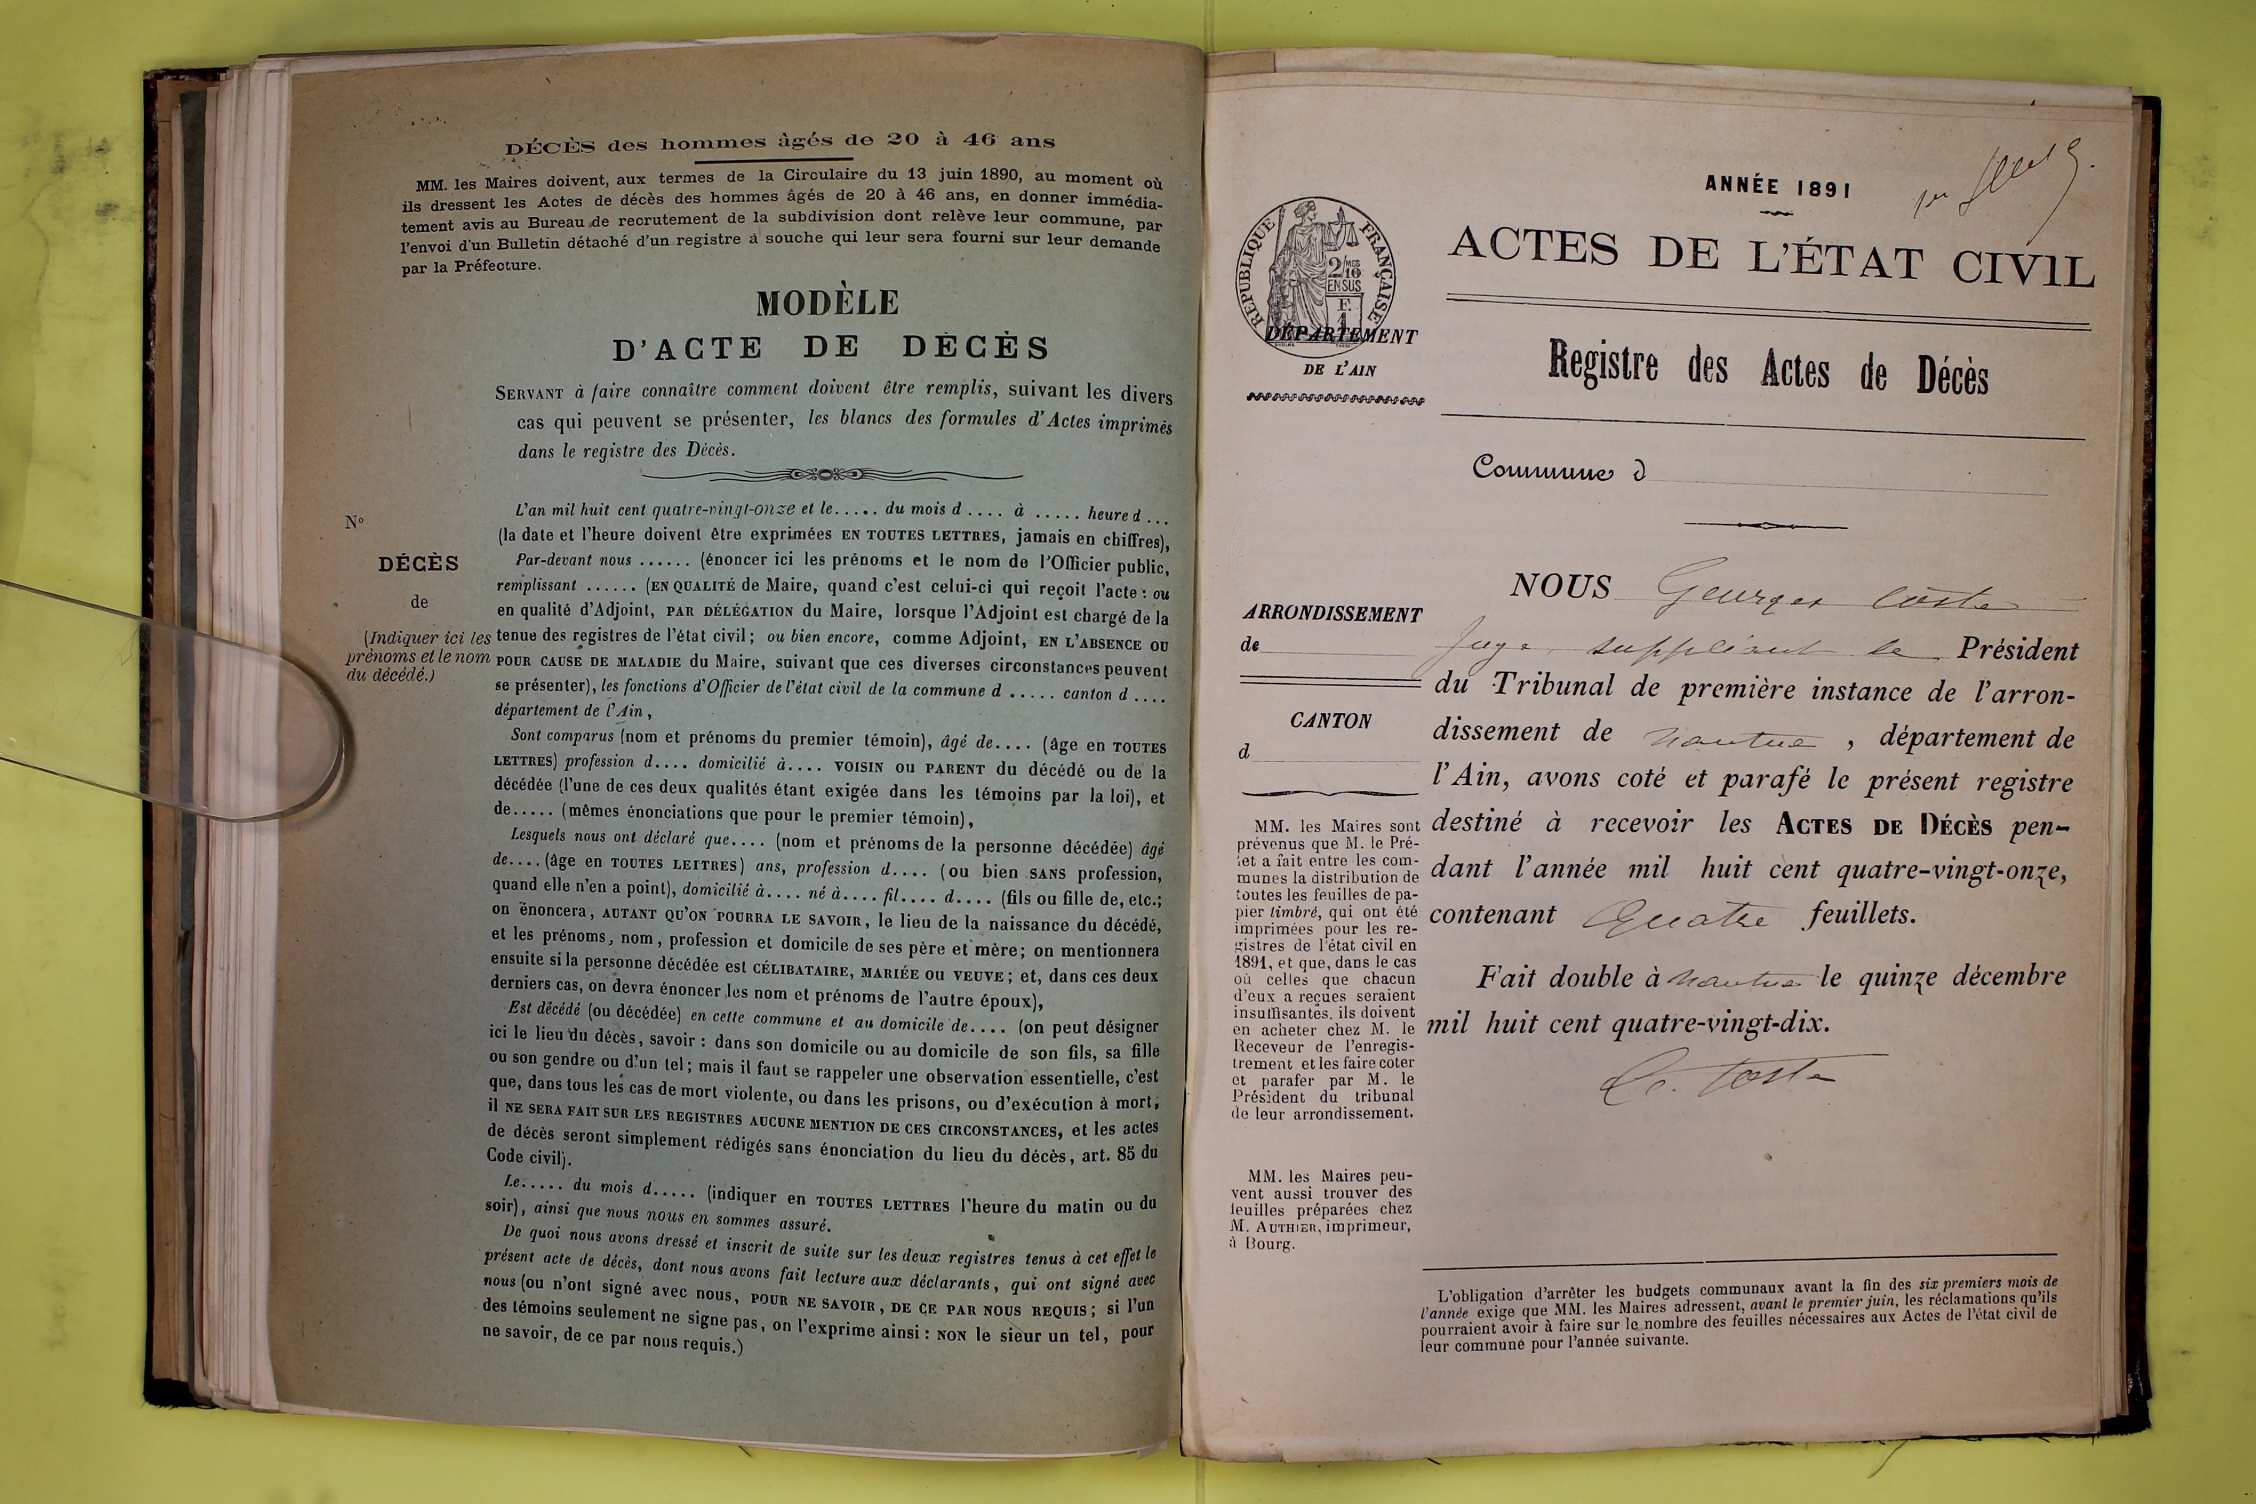 DÉCÈS des hommes âgés de 20 à 46 ans
MM. les Maires doivent, aux termes de la Circulaire du 13 juin 1890, au moment où
ils dressent les Actes de décès des hommes âgés de 20 à 46 ans, en donner immédia-
tement avis au Bureau de recrutement de la subdivision dont relève leur commune, par
l'envoi d'un Bulletin détaché d'un registre à souche qui leur sera fourni sur leur demande
par la Préfecture.
MODÈLE
D'ACTE DE DÉCÈS
SERVANT à faire connaître comment doivent être remplis, suivant les divers
cas qui peuvent se présenter, les blancs des formules d'Actes imprimés
dans le registre des Décès.
N°
DÉCÈS
de
(Indiquer ici les
prénoms et le nom
du décédé.)
L'an mil huit cent quatre-vingt-onze et le..... du mois d .... à ..... heure d ...
(la date et l'heure doivent être exprimées EN TOUTES LETTRES, jamais en chiffres),
Par-devant nous ...... (énoncer ici les prénoms et le nom de l'Officier public,
remplissant ...... (EN QUALITÉ de Maire, quand c'est celui-ci qui reçoit l'acte : ou
en qualité d'Adjoint, PAR DÉLÉGATION du Maire, lorsque l'Adjoint est chargé de la
tenue des registres de l'état civil; ou bien encore, comme Adjoint, EN L'ABSENCE OU
POUR CAUSE DE MALADIE du Maire, suivant que ces diverses circonstances peuvent
se présenter), les fonctions d'Officier de l'état civil de la commune d ..... canton d ....
département de l'Ain,
Sont comparus (nom et prénoms du premier témoin), âgé de.... (âge en TOUTES
LETTRES) profession d.... domicilié à.... VOISIN ou PARENT du décédé ou de la
décédée (l'une de ces deux qualités étant exigée dans les témoins par la loi), et
de..... (mêmes énonciations que pour le premier témoin),
Lesquels nous ont déclaré que.... (nom et prénoms de la personne décédée) âgé
de....(âge en TOUTES LETTRES) ans, profession d.... (ou bien SANS profession,
quand elle n'en a point), domicilié à.... né à.... fil.... d.... (fils ou fille de, etc.;
on énoncera, AUTANT QU'ON POURRA LE SAVOIR, le lieu de la naissance du décédé,
et les prénoms, nom, profession et domicile de ses père et mère; on mentionnera
ensuite si la personne décédée est CÉLIBATAIRE, MARIÉE OU VEUVE; et, dans ces deux
derniers cas, on devra énoncer les nom et prénoms de l'autre époux),
Est décédé (ou décédée) en cette commune et au domicile de.... (on peut désigner
ici le lieu du décès, savoir : dans son domicile ou au domicile de son fils, sa fille
ou son gendre ou d'un tel; mais il faut se rappeler une observation essentielle, c'est
que, dans tous les cas de mort violente, ou dans les prisons, ou d'exécution à mort,
il NE SERA FAIT SUR LES REGISTRES AUCUNE MENTION DE CES CIRCONSTANCES, et les actes
de décès seront simplement rédigés sans énonciation du lieu du décès, art. 85 du
Code civil).
Le..... du mois d..... (indiquer en TOUTES LETTRES l'heure du matin ou du
soir), ainsi que nous nous en sommes assuré.
De quoi nous avons dressé et inscrit de suite sur les deux registres tenus à cet effet le
présent acte de décès, dont nous avons fait lecture aux déclarants, qui ont signé avec
nous (ou n'ont signé avec nous, POUR NE SAVOIR, DE CE PAR NOUS REQUIS; si l'un
des témoins seulement ne signe pas, on l'exprime ainsi : NON le sieur un tel, pour
ne savoir, de ce par nous requis.)
ANNÉE 1891
RÉPUBLIQUE FRANÇAISE
2/MES 10 EN SUS
F. 1
ACTES DE L'ÉTAT CIVIL
DÉPARTEMENT
DE L'AIN
Registre des Actes de Décès
Commune d
ARRONDISSEMENT
de
CANTON
d
NOUS Georges Coste
Juge suppléant le Président
du Tribunal de première instance de l'arron-
dissement de Nantua, département de
l'Ain, avons coté et parafé le présent registre
destiné à recevoir les ACTES DE DÉCÈS pen-
dant l'année mil huit cent quatre-vingt-onze,
contenant Quatre feuillets.
Fait double à Nantua le quinze décembre
mil huit cent quatre-vingt-dix.
G. Coste
MM. les Maires sont
prévenus que M. le Pré-
fet a fait entre les com-
munes la distribution de
toutes les feuilles de pa-
pier timbré, qui ont été
imprimées pour les re-
gistres de l'état civil en
1891, et que, dans le cas
où celles que chacun
d'eux a reçues seraient
insuffisantes, ils doivent
en acheter chez M. le
Receveur de l'enregis-
trement et les faire coter
et parafer par M. le
Président du tribunal
de leur arrondissement.
MM. les Maires peu-
vent aussi trouver des
feuilles préparées chez
M. AUTHIER, imprimeur,
à Bourg.
L'obligation d'arrêter les budgets communaux avant la fin des six premiers mois de
l'année exige que MM. les Maires adressent, avant le premier juin, les réclamations qu'ils
pourraient avoir à faire sur le nombre des feuilles nécessaires aux Actes de l'état civil de
leur commune pour l'année suivante.